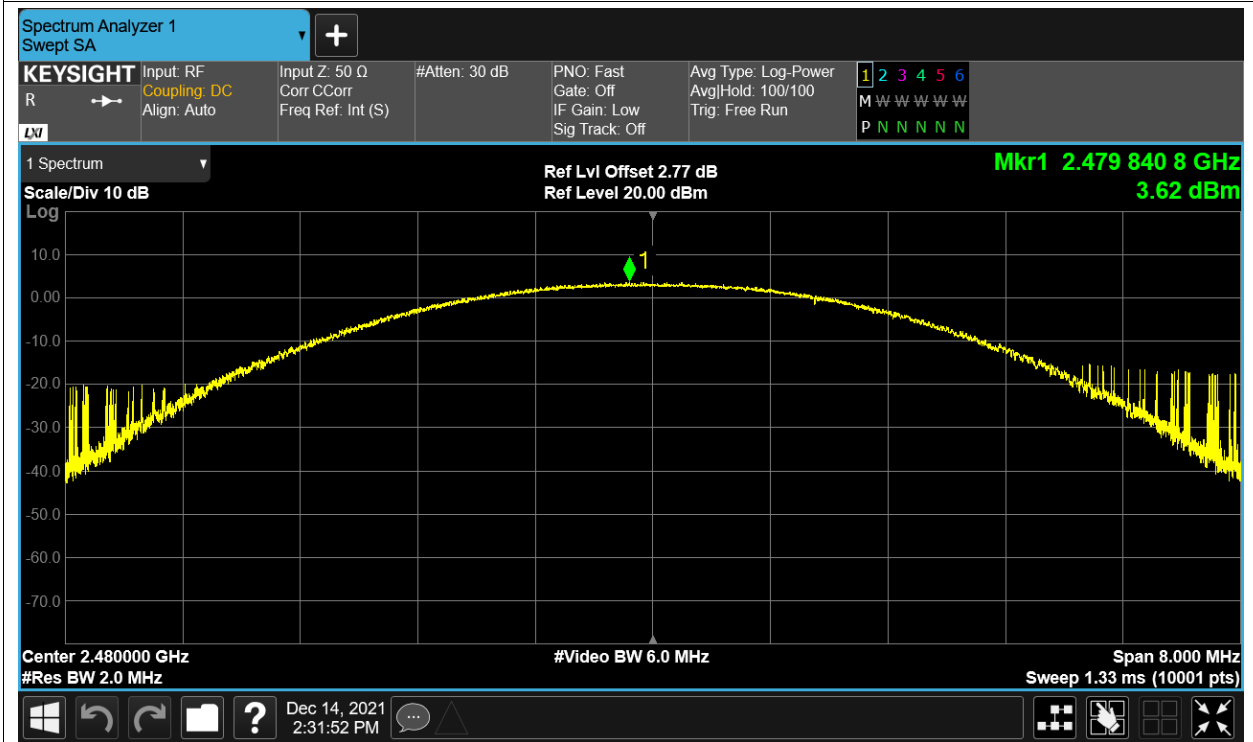 Spectrum Analyzer 1
Swept SA
+
KEYSIGHT
R
LXI
Input: RF
Coupling: DC
Align: Auto
Input Z: 50 Ω
Corr CCorr
Freq Ref: Int (S)
#Atten: 30 dB
PNO: Fast
Gate: Off
IF Gain: Low
Sig Track: Off
Avg Type: Log-Power
Avg|Hold: 100/100
Trig: Free Run
1 2 3 4 5 6
M W W W W W
P N N N N N
1 Spectrum
Scale/Div 10 dB
Ref Lvl Offset 2.77 dB
Ref Level 20.00 dBm
Mkr1 2.479 840 8 GHz
3.62 dBm
Log
10.0
0.00
-10.0
-20.0
-30.0
-40.0
-50.0
-60.0
-70.0
1
Center 2.480000 GHz
#Res BW 2.0 MHz
#Video BW 6.0 MHz
Span 8.000 MHz
Sweep 1.33 ms (10001 pts)
?
Dec 14, 2021
2:31:52 PM